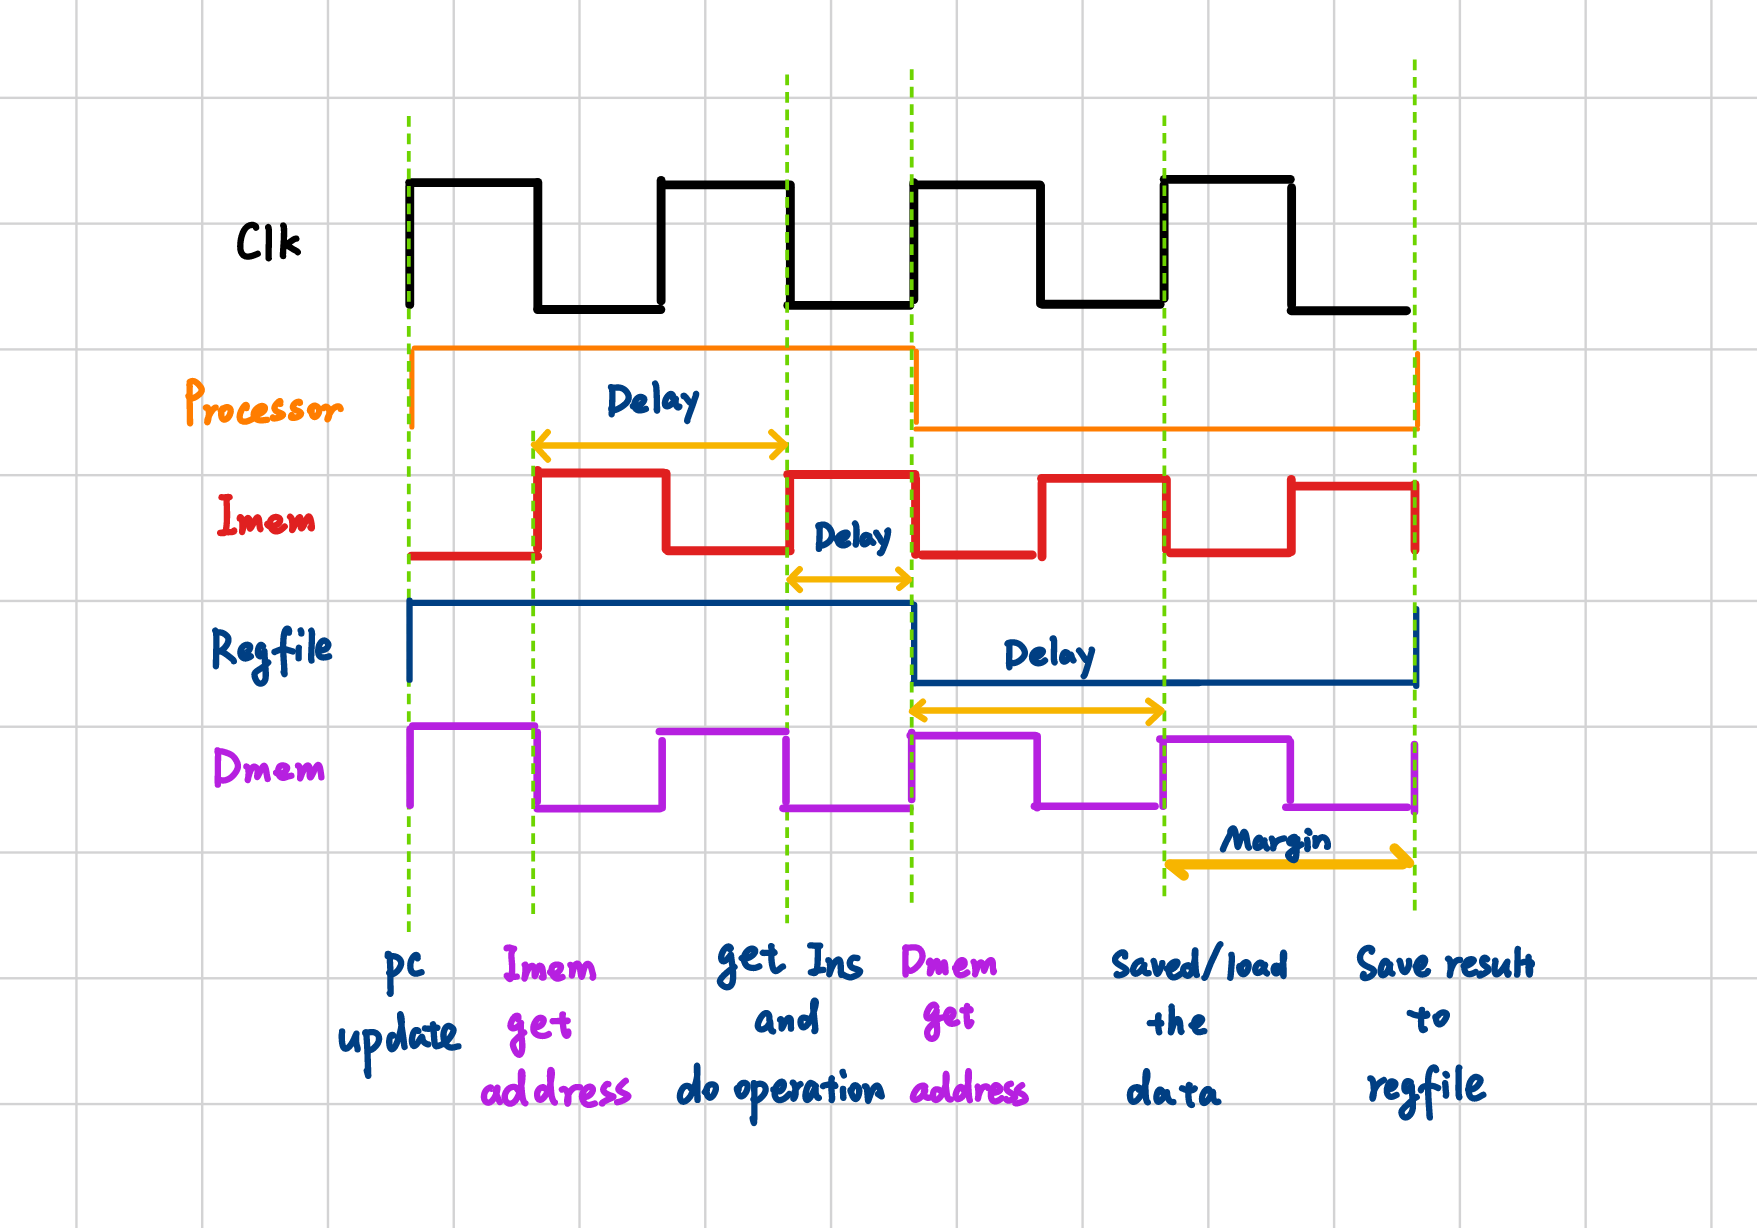 Clk
Processor
Delay
Imem
Delay
Regfile
Delay
Dmem
Margin
pc
update
Imem
get
address
get Ins
and
do operation
Dmem
get
address
Saved/load
the
data
Save result
to
regfile